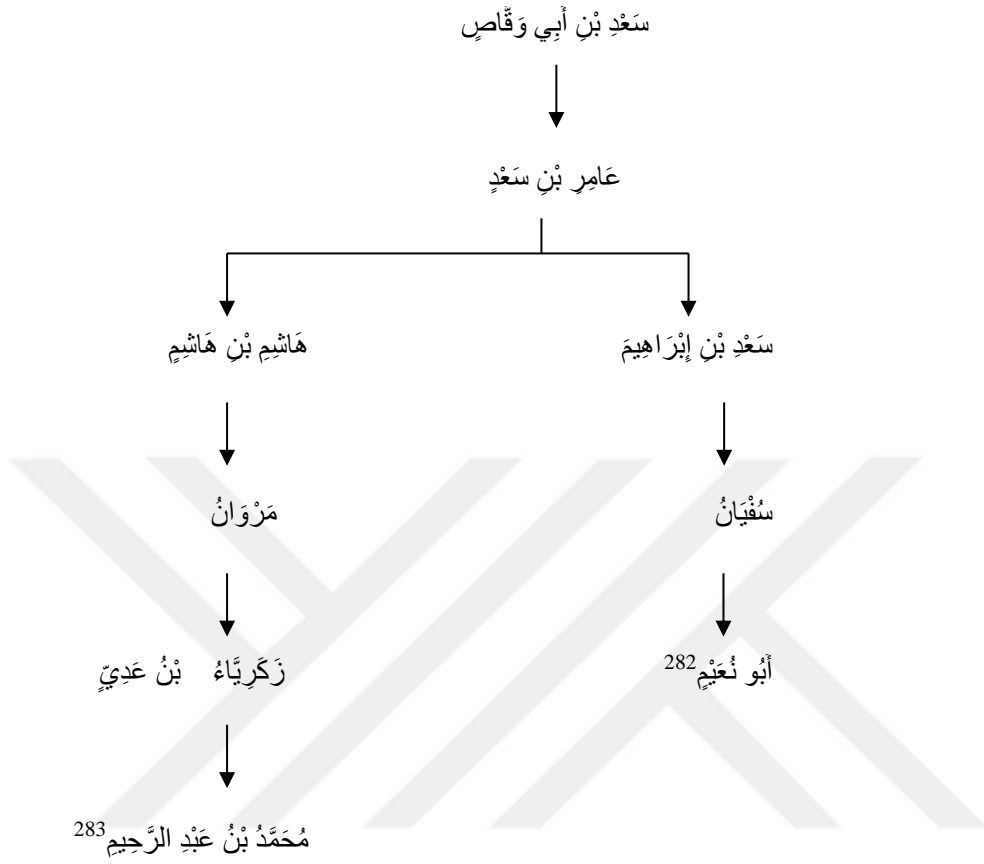 سَعْدِ بْنِ أَبِي وَقَّاصٍ
عَامِرِ بْنِ سَعْدٍ
سَعْدِ بْنِ إِبْرَاهِيمَ
هَاشِمِ بْنِ هَاشِمٍ
سُفْيَانُ
مَرْوَانُ
أَبُو نُعَيْمٍ282
زَكَرِيَّاءُ بْنُ عَدِيٍّ
مُحَمَّدُ بْنُ عَبْدِ الرَّحِيمِ283